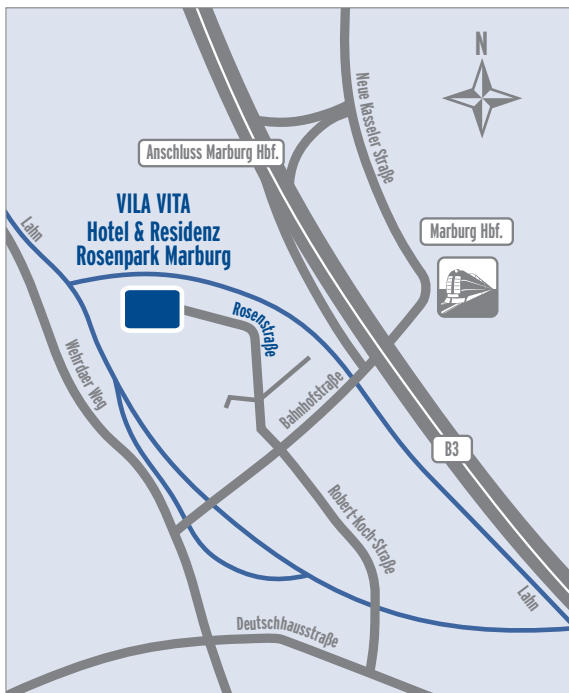 N
Neue Kasseler Straße
Anschluss Marburg Hbf.
VILA VITA
Hotel & Residenz
Rosenpark Marburg
Lahn
Marburg Hbf.
Rosenstraße
Wehrdaer Weg
Bahnhofstraße
B3
Robert-Koch-Straße
Lahn
Deutschhausstraße